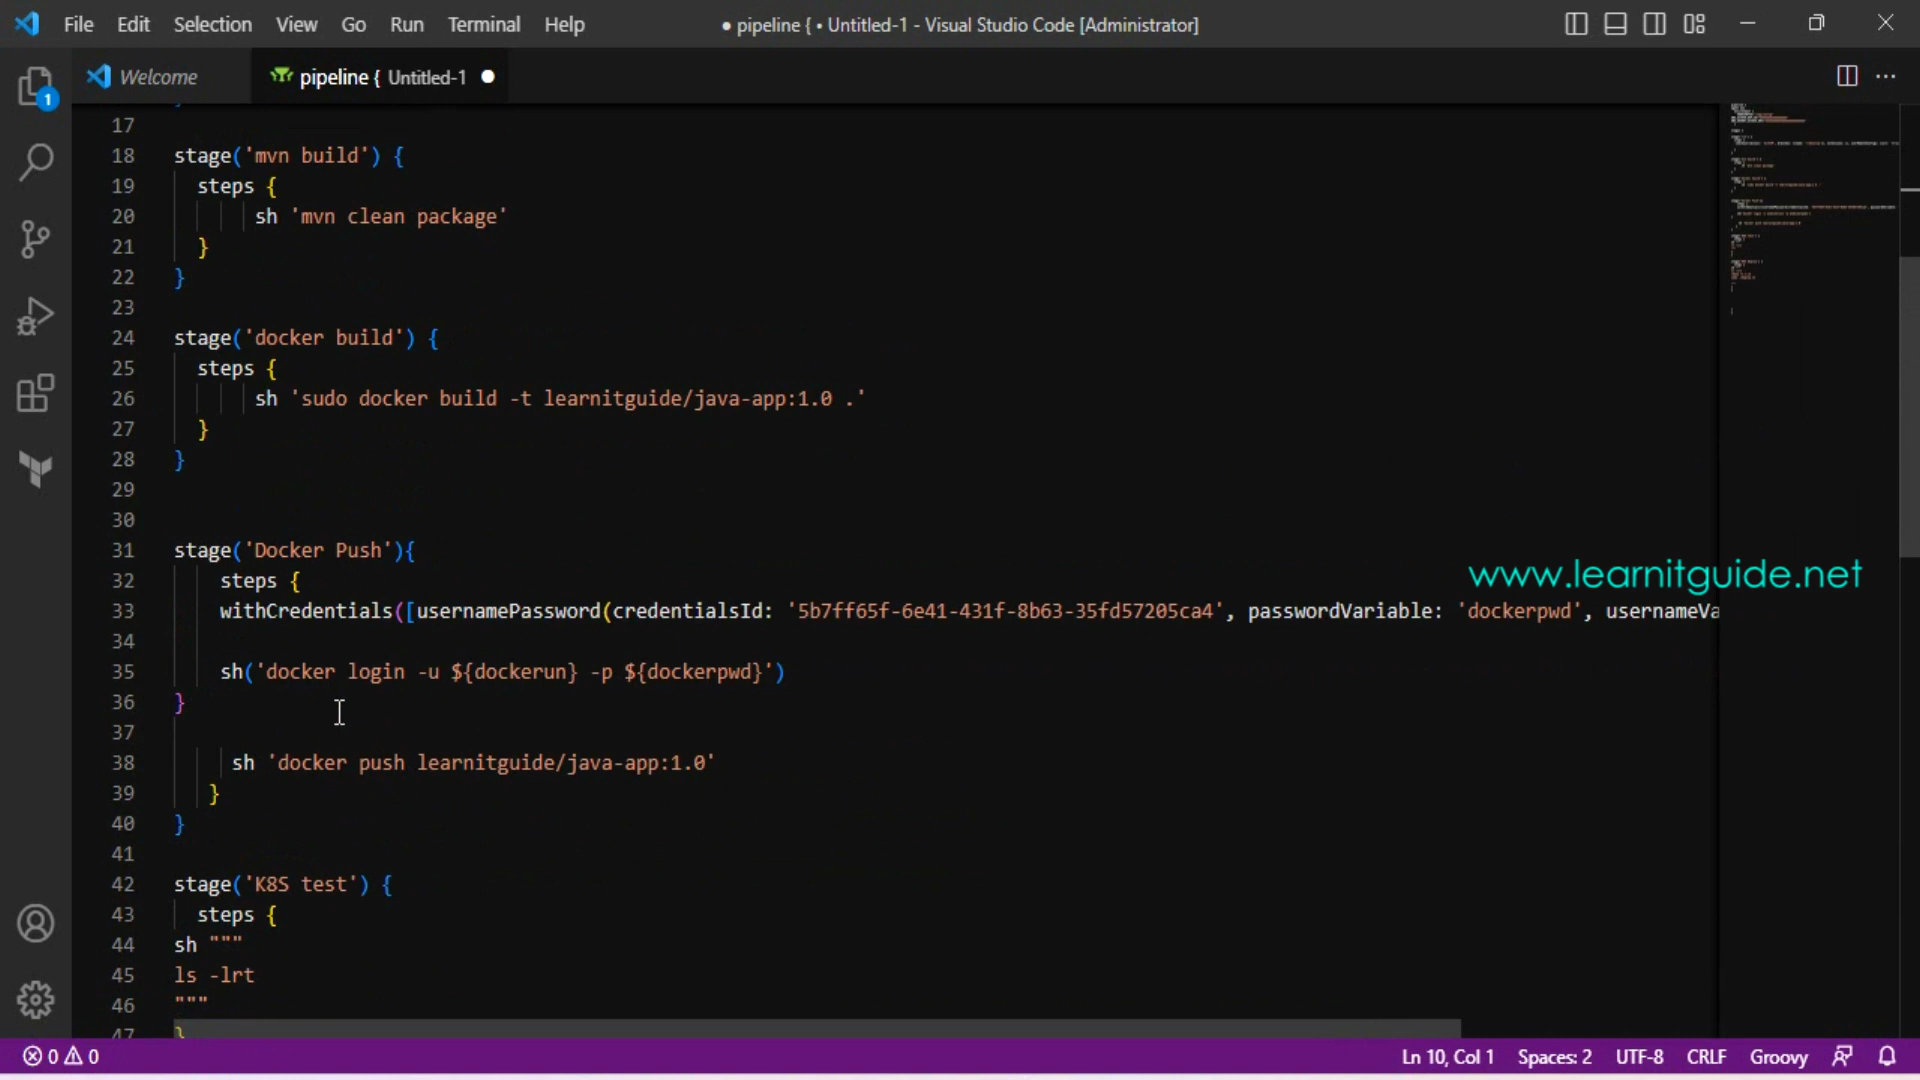 File Edit Selection View Go Run Terminal Help
● pipeline { • Untitled-1 - Visual Studio Code [Administrator]
Welcome
pipeline { Untitled-1
1
17
18 stage('mvn build') {
19 steps {
20 sh 'mvn clean package'
21 }
22 }
23
24 stage('docker build') {
25 steps {
26 sh 'sudo docker build -t learnitguide/java-app:1.0 .'
27 }
28 }
29
30
31 stage('Docker Push'){
32 steps {
33 withCredentials([usernamePassword(credentialsId: '5b7ff65f-6e41-431f-8b63-35fd57205ca4', passwordVariable: 'dockerpwd', usernameVa
34
35 sh('docker login -u ${dockerun} -p ${dockerpwd}')
36 }
37
38 sh 'docker push learnitguide/java-app:1.0'
39 }
40 }
41
42 stage('K8S test') {
43 steps {
44 sh """
45 ls -lrt
46 """
47 }
www.learnitguide.net
0 0
Ln 10, Col 1 Spaces: 2 UTF-8 CRLF Groovy